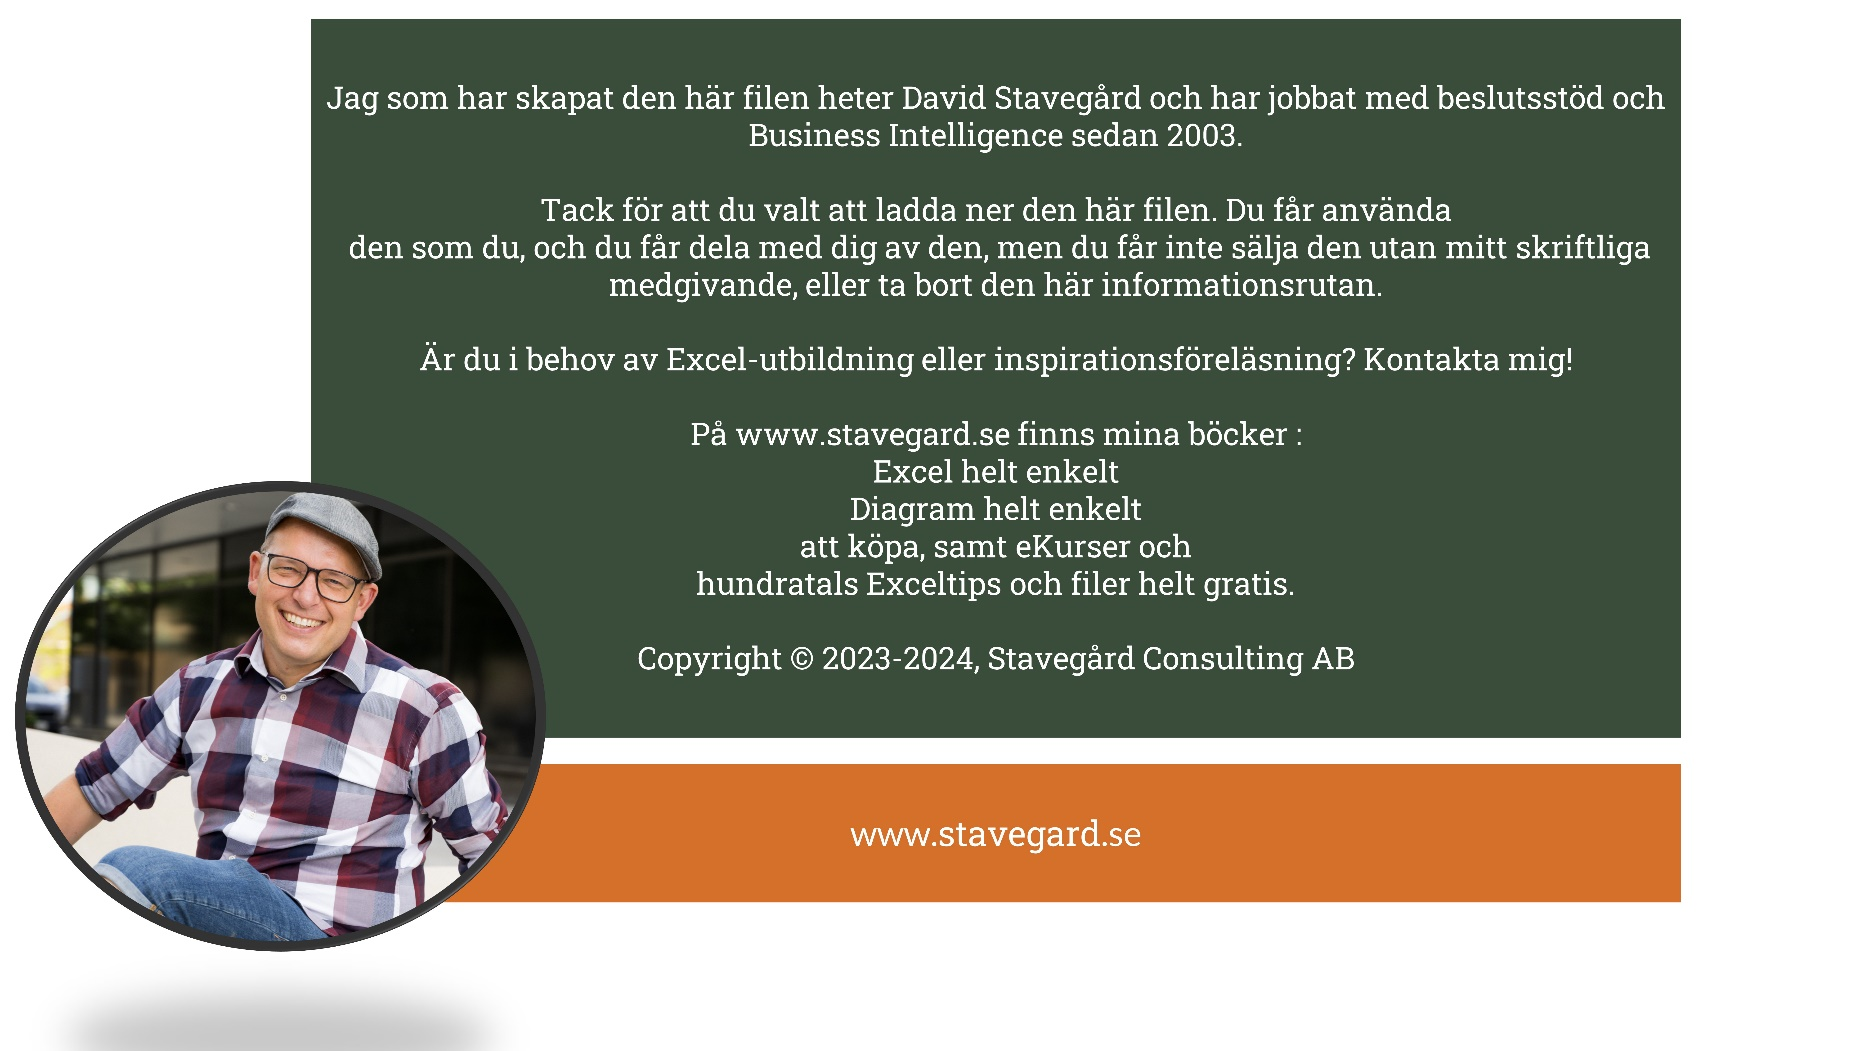 Jag som har skapat den här filen heter David Stavegård och har jobbat med beslutsstöd och
Business Intelligence sedan 2003.
Tack för att du valt att ladda ner den här filen. Du får använda
den som du, och du får dela med dig av den, men du får inte sälja den utan mitt skriftliga
medgivande, eller ta bort den här informationsrutan.
Är du i behov av Excel-utbildning eller inspirationsföreläsning? Kontakta mig!
På www.stavegard.se finns mina böcker :
Excel helt enkelt
Diagram helt enkelt
att köpa, samt eKurser och
hundratals Exceltips och filer helt gratis.
Copyright © 2023-2024, Stavegård Consulting AB
www.stavegard.se